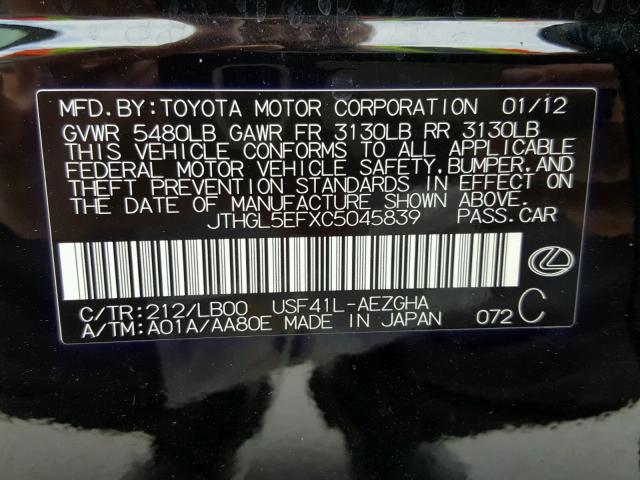 MFD. BY: TOYOTA MOTOR CORPORATION 01/12
GVWR 5480LB GAWR FR 3130LB RR 3130LB
THIS VEHICLE CONFORMS TO ALL APPLICABLE
FEDERAL MOTOR VEHICLE SAFETY, BUMPER, AND
THEFT PREVENTION STANDARDS IN EFFECT ON
THE DATE OF MANUFACTURE SHOWN ABOVE.
JTHGL5EFXC5045839 PASS. CAR
C/TR: 212/LB00 USF41L-AEZGHA
A/TM: A01A/AA80E MADE IN JAPAN 072 C